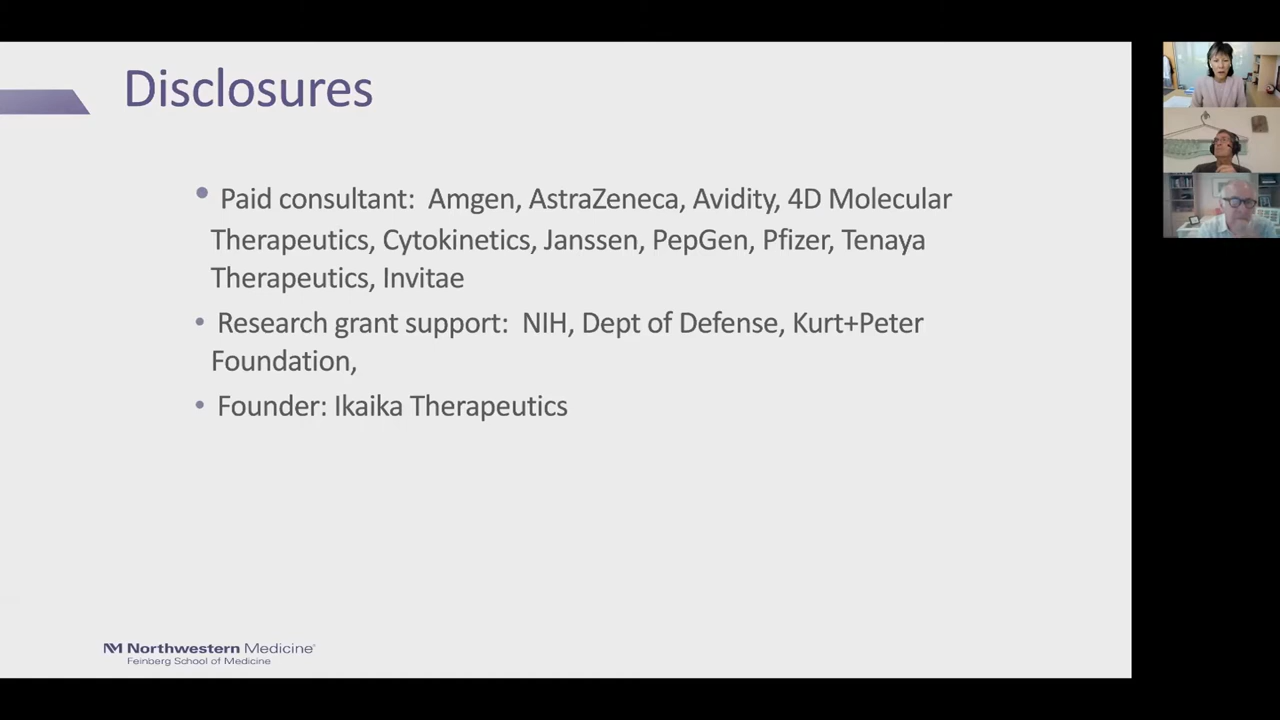 Disclosures
• Paid consultant: Amgen, AstraZeneca, Avidity, 4D Molecular
Therapeutics, Cytokinetics, Janssen, PepGen, Pfizer, Tenaya
Therapeutics, Invitae
• Research grant support: NIH, Dept of Defense, Kurt+Peter
Foundation,
• Founder: Ikaika Therapeutics
Northwestern Medicine®
Feinberg School of Medicine